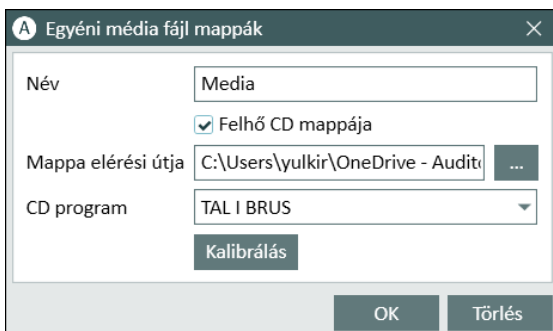 A Egyéni média fájl mappák
Név Media
Felhő CD mappája
Mappa elérési útja C:\Users\yulkir\OneDrive - Audit ...
CD program TAL I BRUS
Kalibrálás
OK Törlés